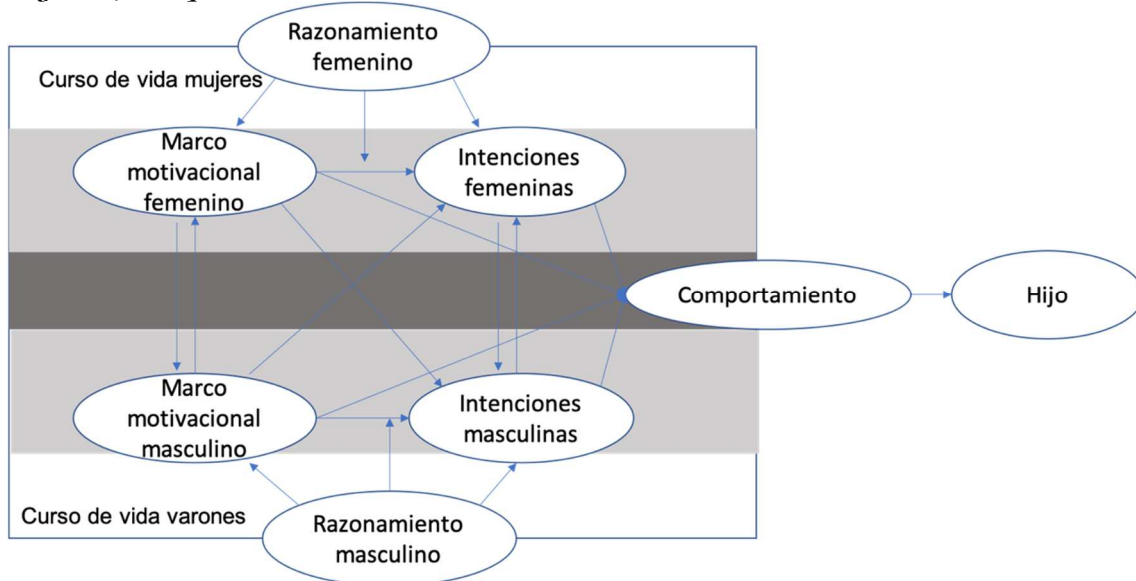 Razonamiento
femenino
Curso de vida mujeres
Marco
motivacional
femenino
Intenciones
femeninas
Comportamiento
Hijo
Marco
motivacional
masculino
Intenciones
masculinas
Curso de vida varones
Razonamiento
masculino